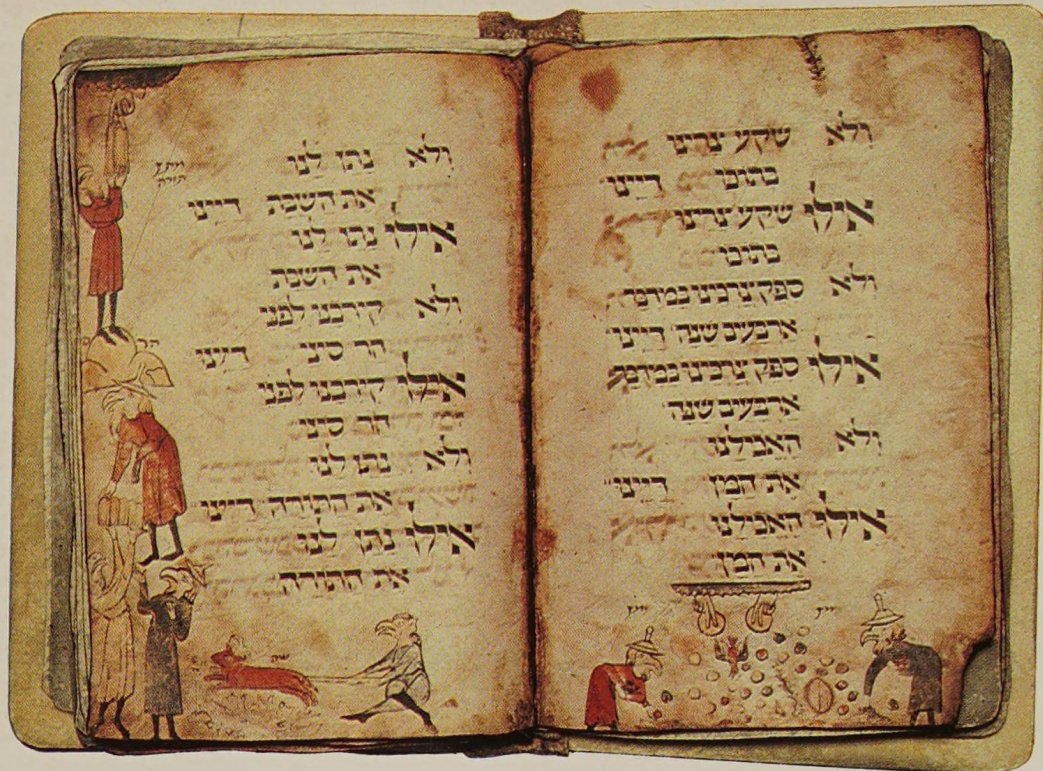 ולא שקע צרינו
בתוכו דיינו
אילו שקע צרינו
בתוכו
ולא ספק צרכינו במדבר
ארבעים שנה דיינו
אילו ספק צרכינו במדבר
ארבעים שנה
ולא האכילנו
את המן דיינו
אילו האכילנו
את המן
ולא נתן לנו
את השבת דיינו
אילו נתן לנו
את השבת
ולא קירבנו לפני
הר סיני דיינו
אילו קירבנו לפני
הר סיני
ולא נתן לנו
את התורה דיינו
אילו נתן לנו
את התורה
מתן
תורה
הר